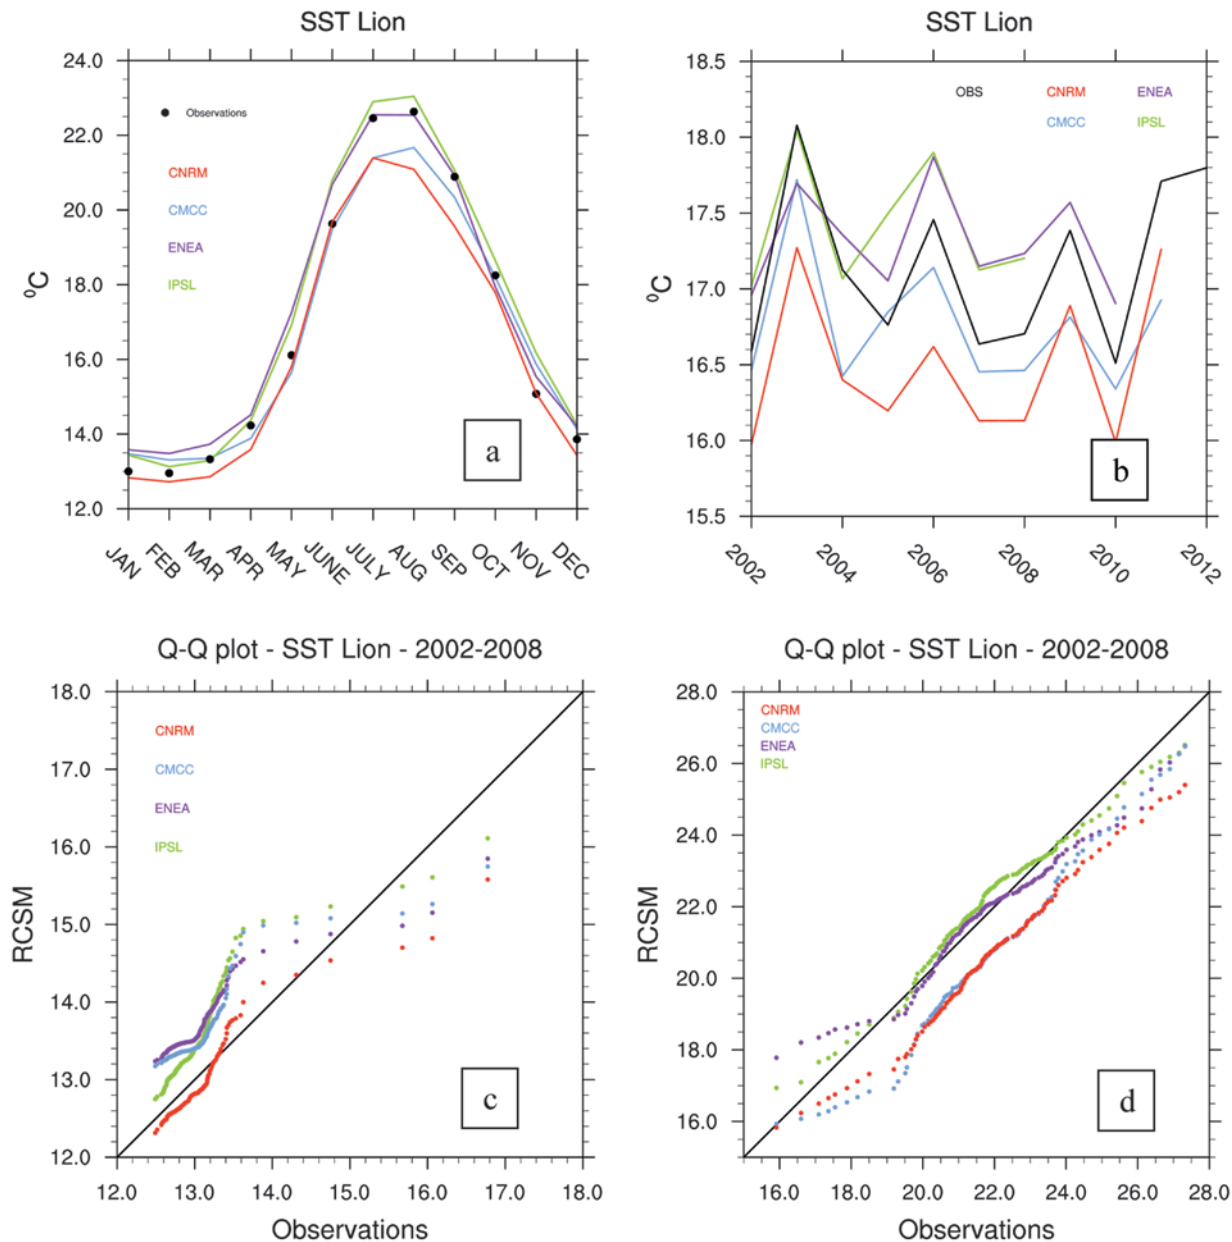 SST Lion
24.0
22.0
20.0
18.0
16.0
14.0
12.0
⁰C
Observations
CNRM
CMCC
ENEA
IPSL
a
JAN
FEB
MAR
APR
MAY
JUNE
JULY
AUG
SEP
OCT
NOV
DEC
SST Lion
18.5
18.0
17.5
17.0
16.5
16.0
15.5
⁰C
OBS CNRM ENEA
CMCC IPSL
b
2002 2004 2006 2008 2010 2012
Q-Q plot - SST Lion - 2002-2008
18.0
17.0
16.0
15.0
14.0
13.0
12.0
RCSM
CNRM
CMCC
ENEA
IPSL
c
12.0 13.0 14.0 15.0 16.0 17.0 18.0
Observations
Q-Q plot - SST Lion - 2002-2008
28.0
26.0
24.0
22.0
20.0
18.0
16.0
RCSM
CNRM
CMCC
ENEA
IPSL
d
16.0 18.0 20.0 22.0 24.0 26.0 28.0
Observations